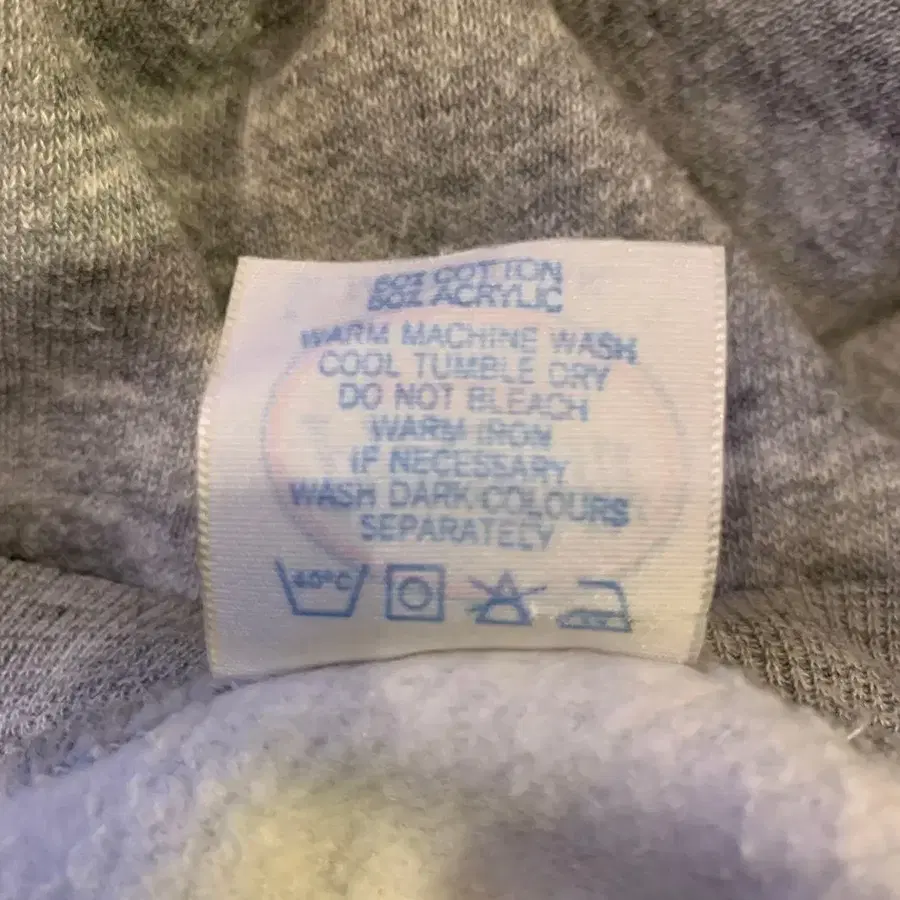 50% COTTON
50% ACRYLIC
WARM MACHINE WASH
COOL TUMBLE DRY
DO NOT BLEACH
WARM IRON
IF NECESSARY
WASH DARK COLOURS
SEPARATELY
40°C